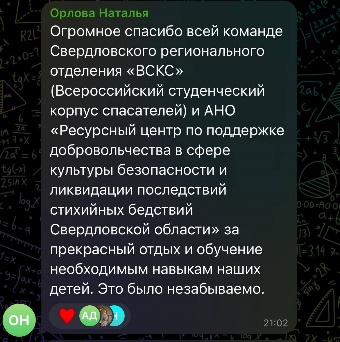 Орлова Наталья
Огромное спасибо всей команде
Свердловского регионального
отделения «ВСКС»
(Всероссийский студенческий
корпус спасателей) и АНО
«Ресурсный центр по поддержке
добровольчества в сфере
культуры безопасности и
ликвидации последствий
стихийных бедствий
Свердловской области» за
прекрасный отдых и обучение
необходимым навыкам наших
детей. Это было незабываемо.
АД
21:02
ОН